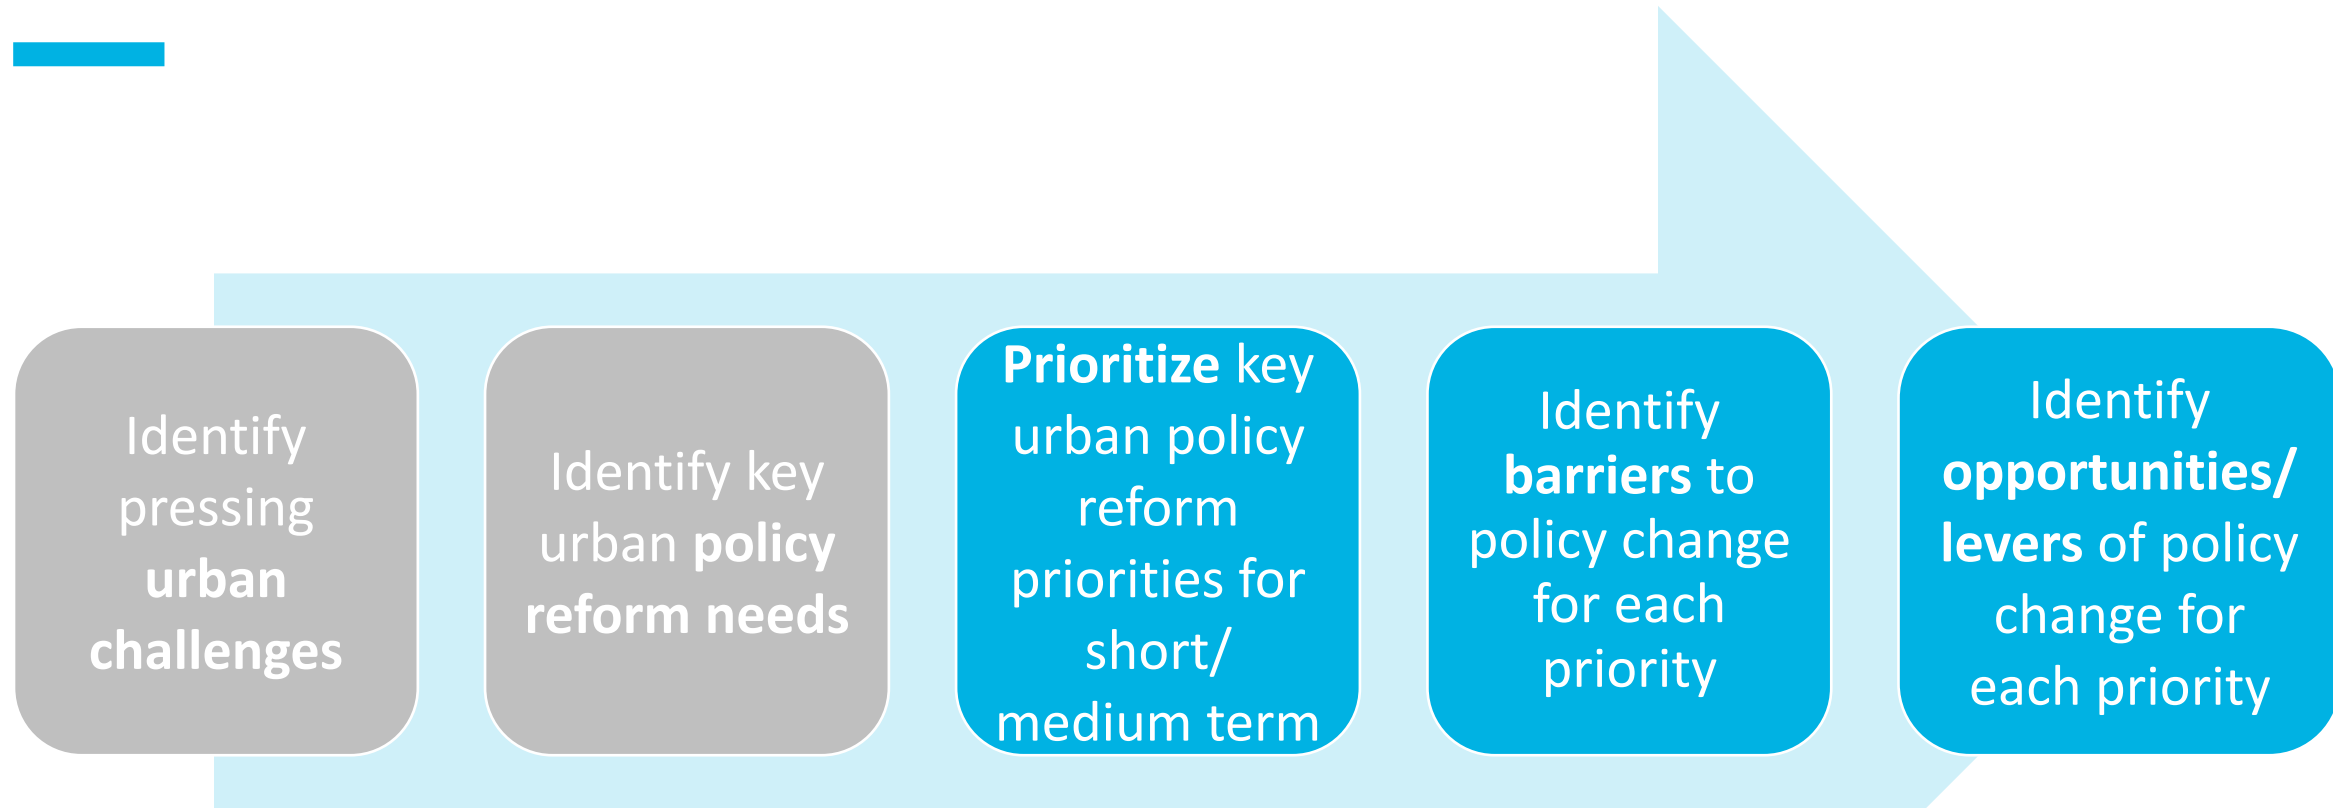 Identify
pressing
urban
challenges
Identify key
urban policy
reform needs
Prioritize key
urban policy
reform
priorities for
short/
medium term
Identify
barriers to
policy change
for each
priority
Identify
opportunities/
levers of policy
change for
each priority